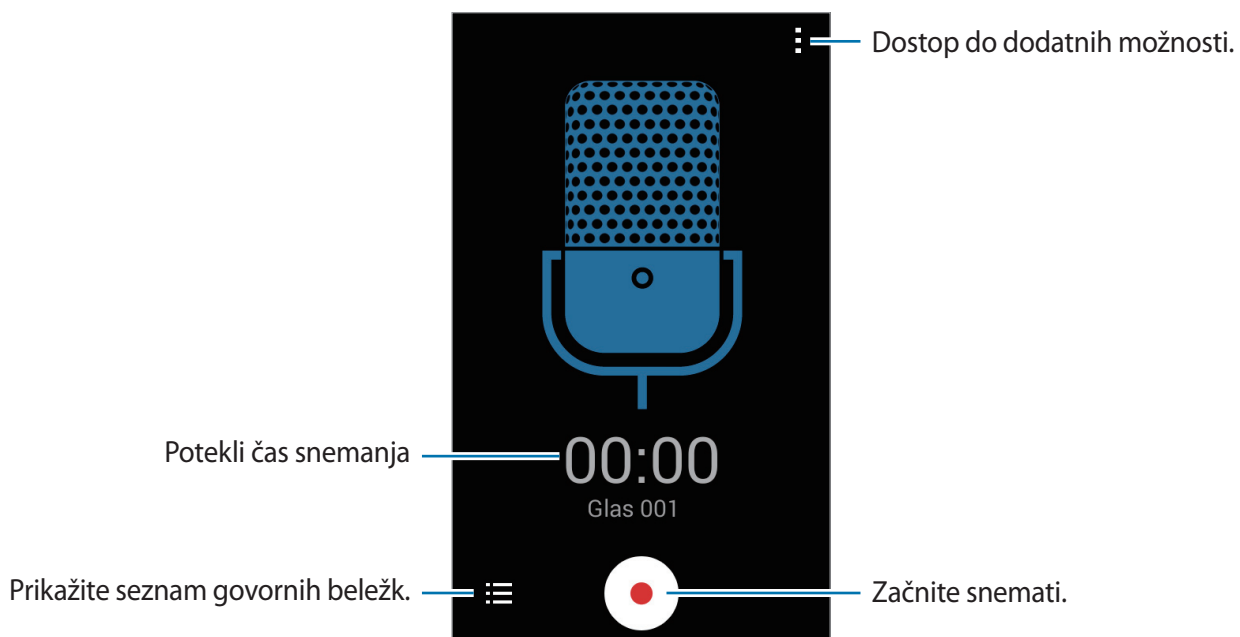 Dostop do dodatnih možnosti.
Potekli čas snemanja
00:00
Glas 001
Prikažite seznam govornih beležk.
Začnite snemati.